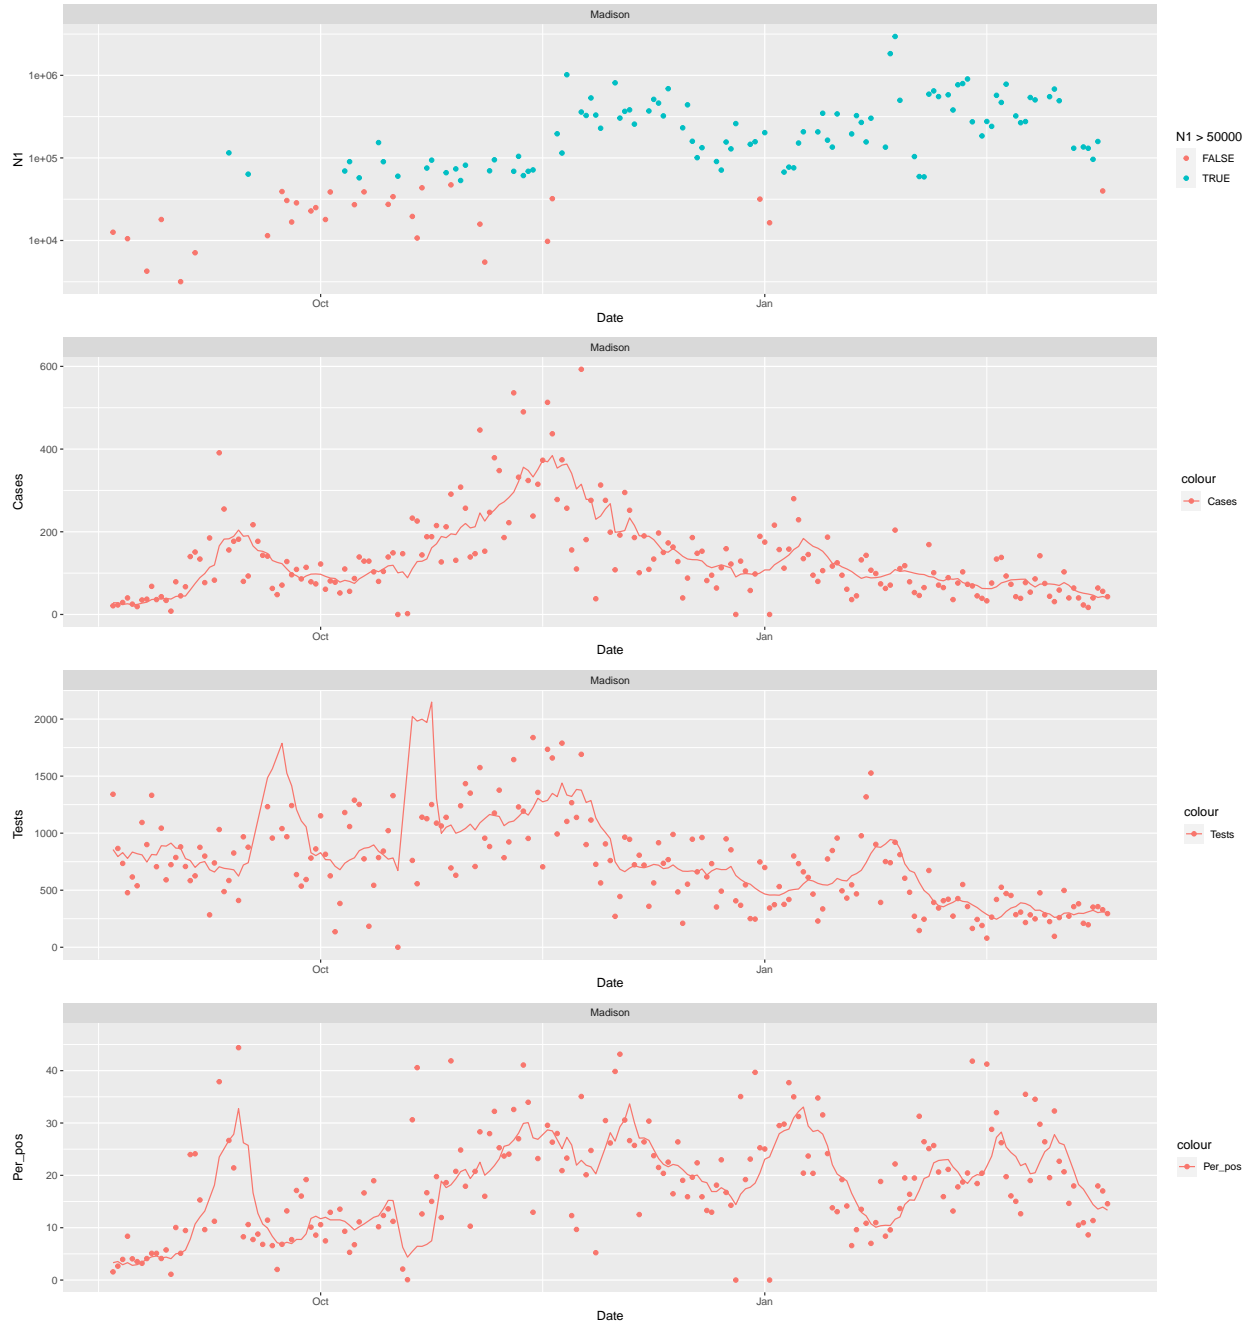 Madison
N1
1e+06
1e+05
1e+04
Oct
Jan
Date
N1 > 50000
FALSE
TRUE
Madison
Cases
600
400
200
0
Oct
Jan
Date
colour
Cases
Madison
Tests
2000
1500
1000
500
0
Oct
Jan
Date
colour
Tests
Madison
Per_pos
40
30
20
10
0
Oct
Jan
Date
colour
Per_pos